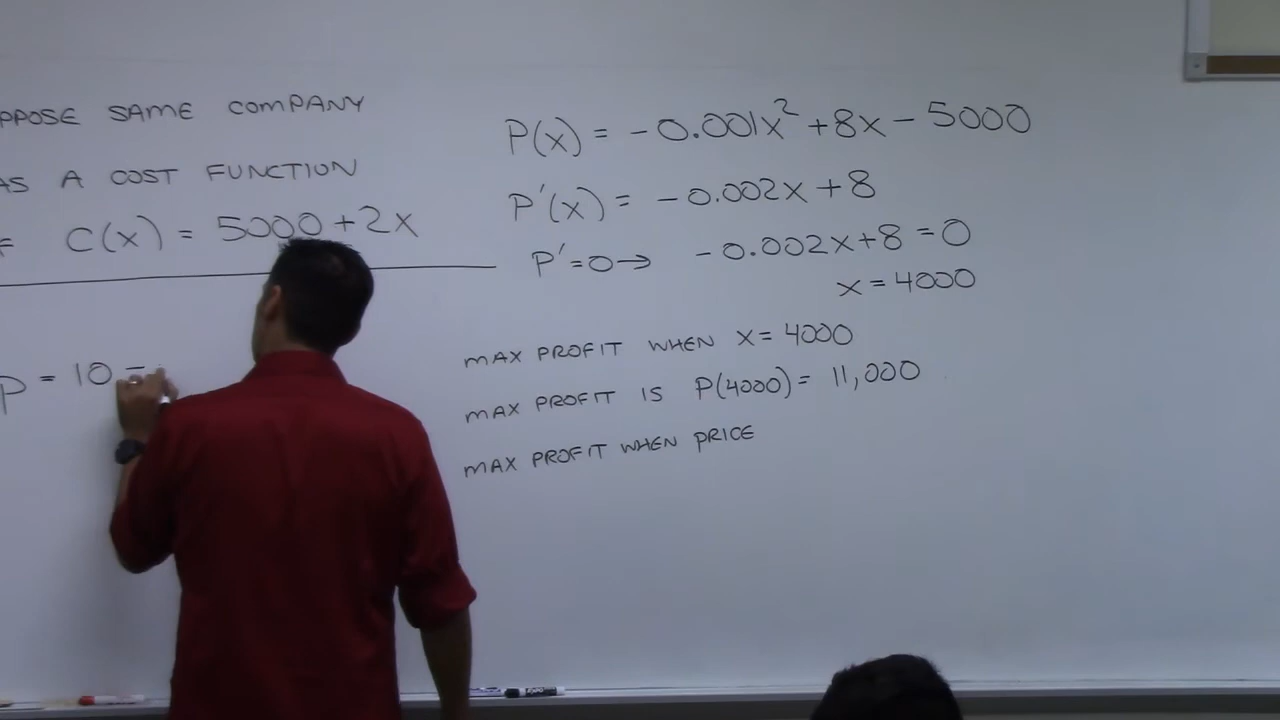 PPOSE SAME COMPANY
AS A COST FUNCTION
C(x) = 5000 + 2x
p = 10 -
P(x) = -0.001x² + 8x - 5000
P'(x) = -0.002x + 8
P' = 0 → -0.002x + 8 = 0
x = 4000
MAX PROFIT WHEN x = 4000
MAX PROFIT IS P(4000) = 11,000
MAX PROFIT WHEN PRICE